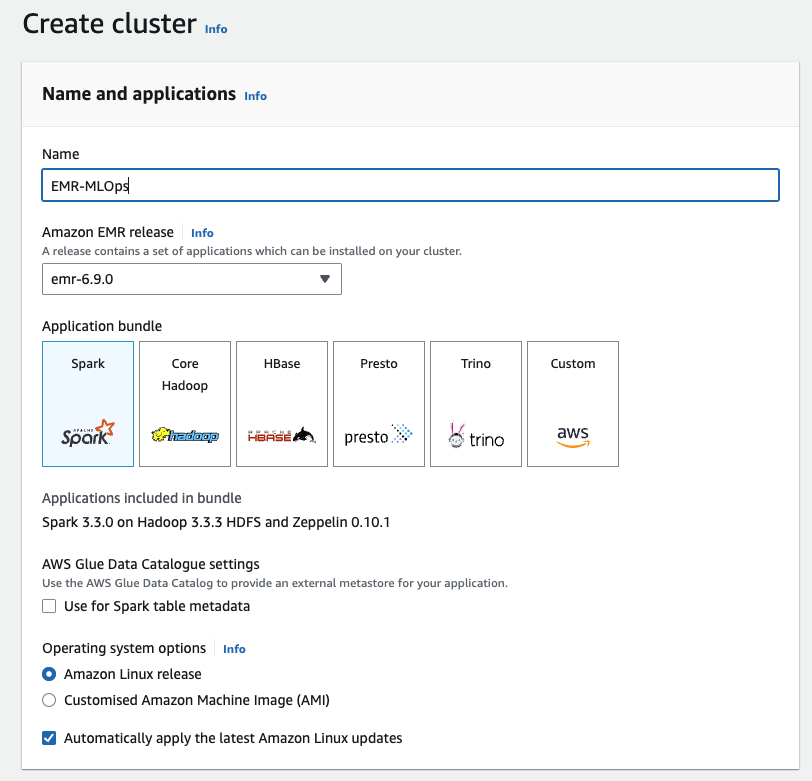 Create cluster Info
Name and applications Info
Name
EMR-MLOps
Amazon EMR release Info
A release contains a set of applications which can be installed on your cluster.
emr-6.9.0
Application bundle
Spark
APACHE
Spark
Core
Hadoop
hadoop
HBase
APACHE
HBASE
Presto
presto
Trino
trino
Custom
aws
Applications included in bundle
Spark 3.3.0 on Hadoop 3.3.3 HDFS and Zeppelin 0.10.1
AWS Glue Data Catalogue settings
Use the AWS Glue Data Catalog to provide an external metastore for your application.
Use for Spark table metadata
Operating system options Info
Amazon Linux release
Customised Amazon Machine Image (AMI)
Automatically apply the latest Amazon Linux updates